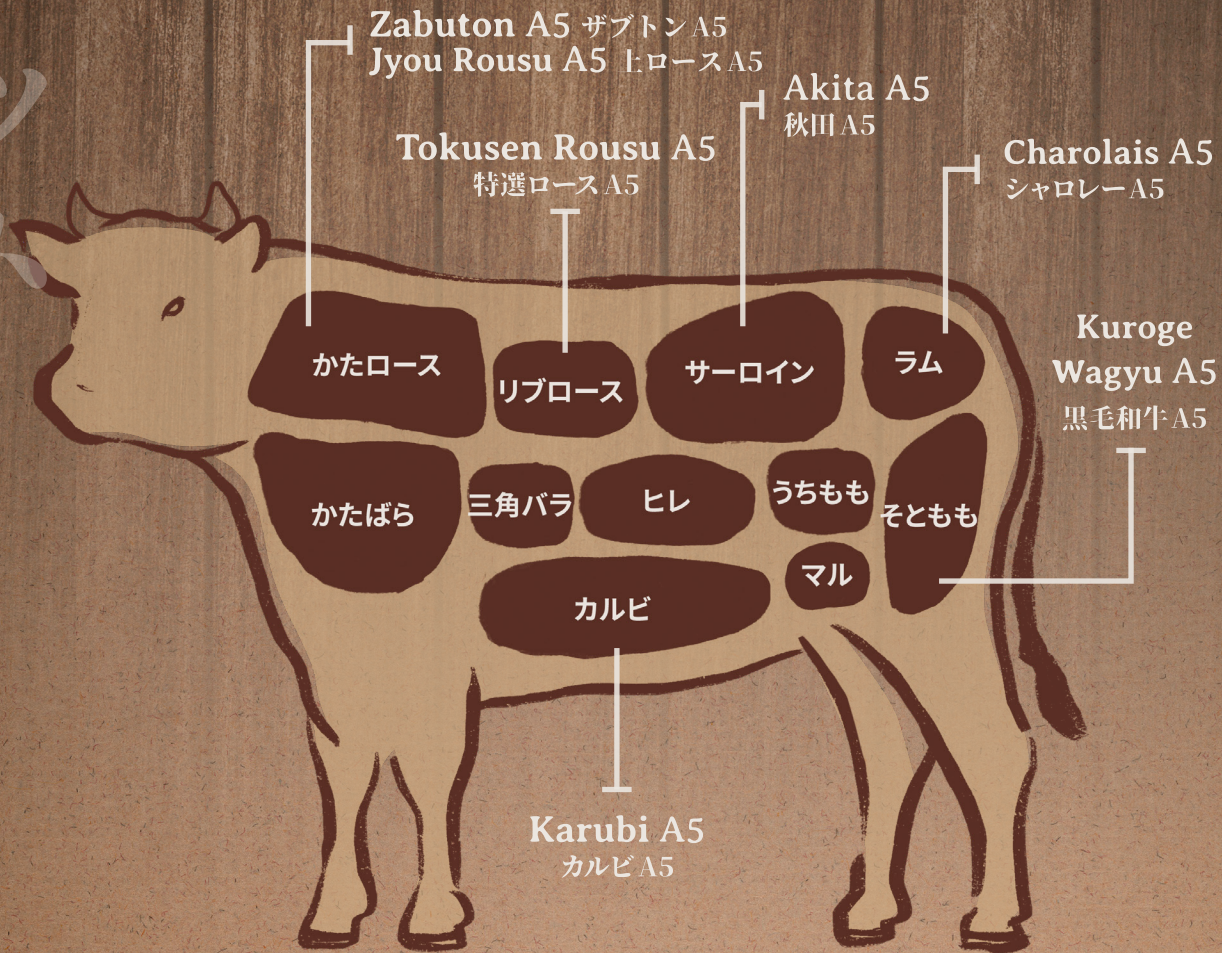 Zabuton A5 ザブトン A5
Jyou Rousu A5 上ロース A5
Akita A5
秋田 A5
Tokusen Rousu A5
特選ロース A5
Charolais A5
シャロレー A5
Kuroge
Wagyu A5
黒毛和牛 A5
かたロース
リブロース
サーロイン
ラム
かたばら
三角バラ
ヒレ
うちもも
そともも
マル
カルビ
Karubi A5
カルビ A5